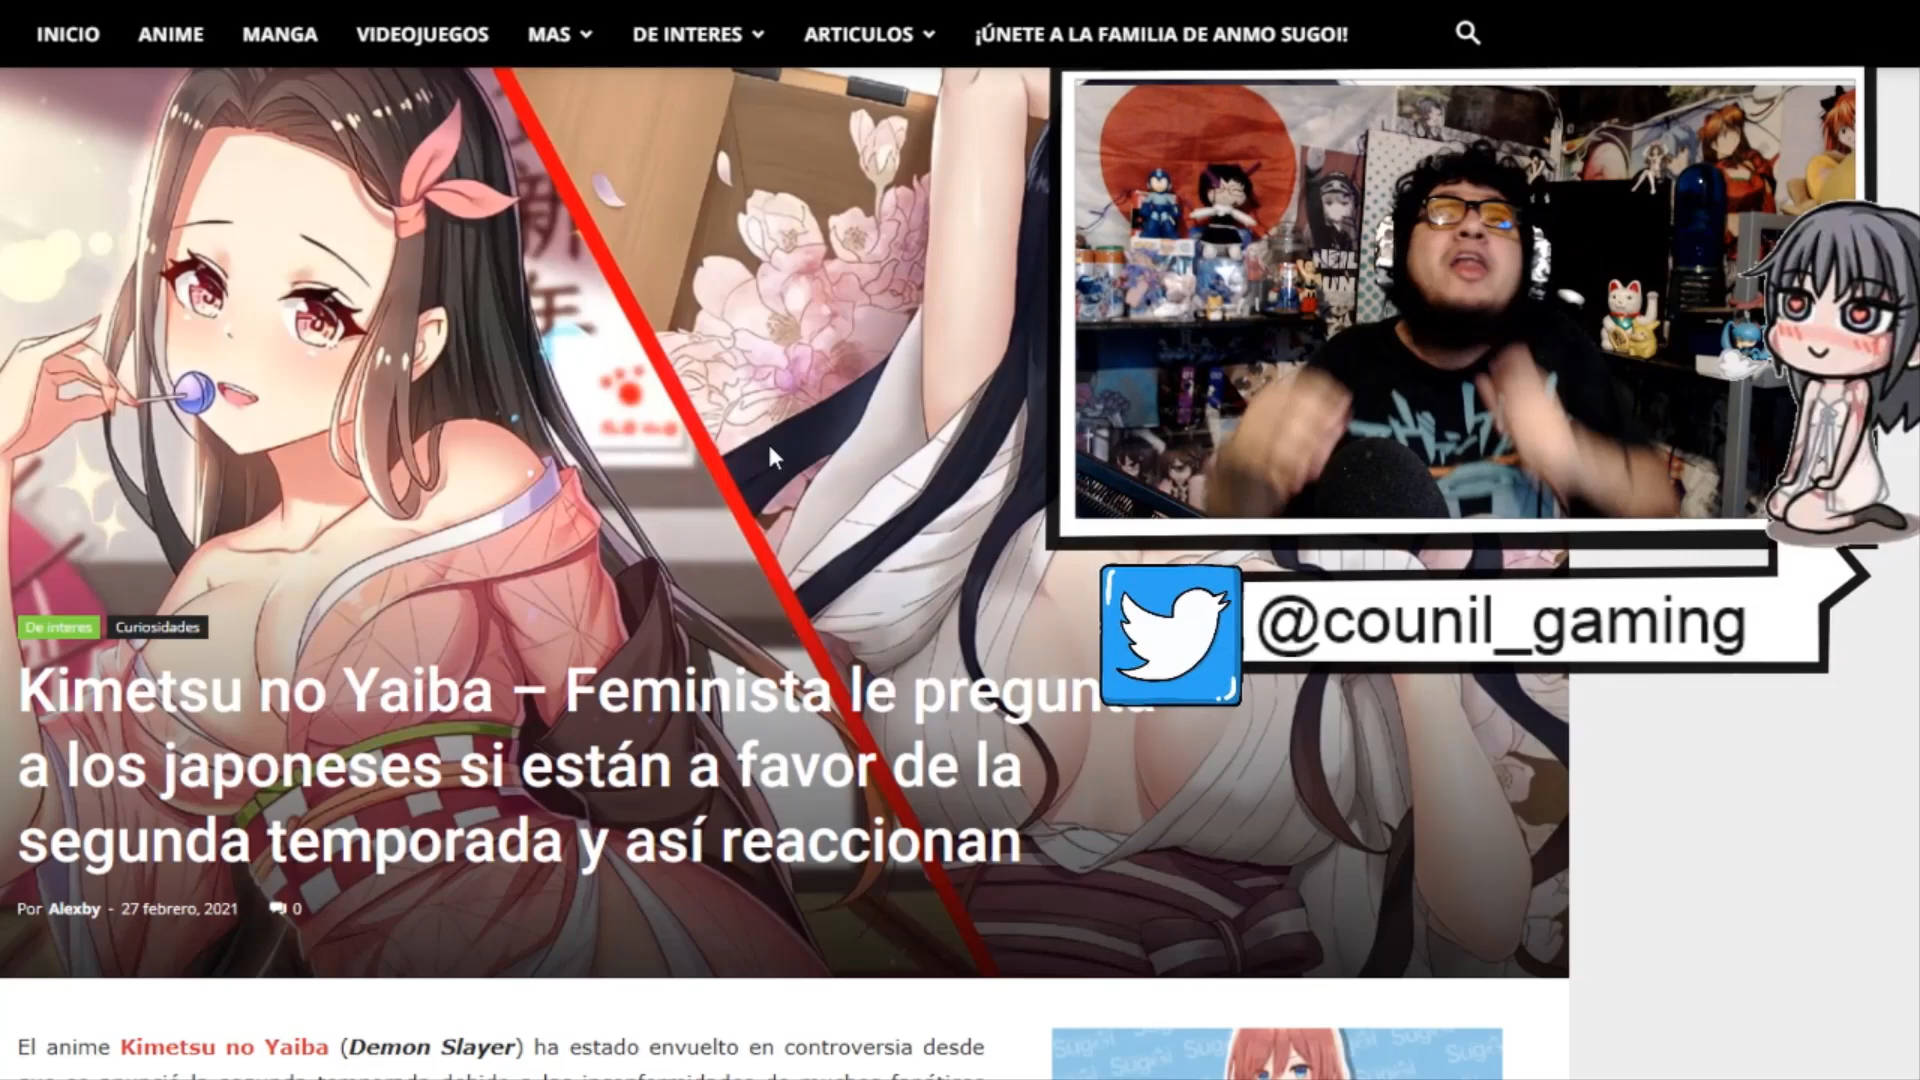 INICIO ANIME MANGA VIDEOJUEGOS MAS DE INTERES ARTICULOS ¡ÚNETE A LA FAMILIA DE ANMO SUGOI!
@counil_gaming
De interes Curiosidades
Kimetsu no Yaiba – Feminista le pregunta
a los japoneses si están a favor de la
segunda temporada y así reaccionan
Por Alexby - 27 febrero, 2021 0
El anime Kimetsu no Yaiba (Demon Slayer) ha estado envuelto en controversia desde